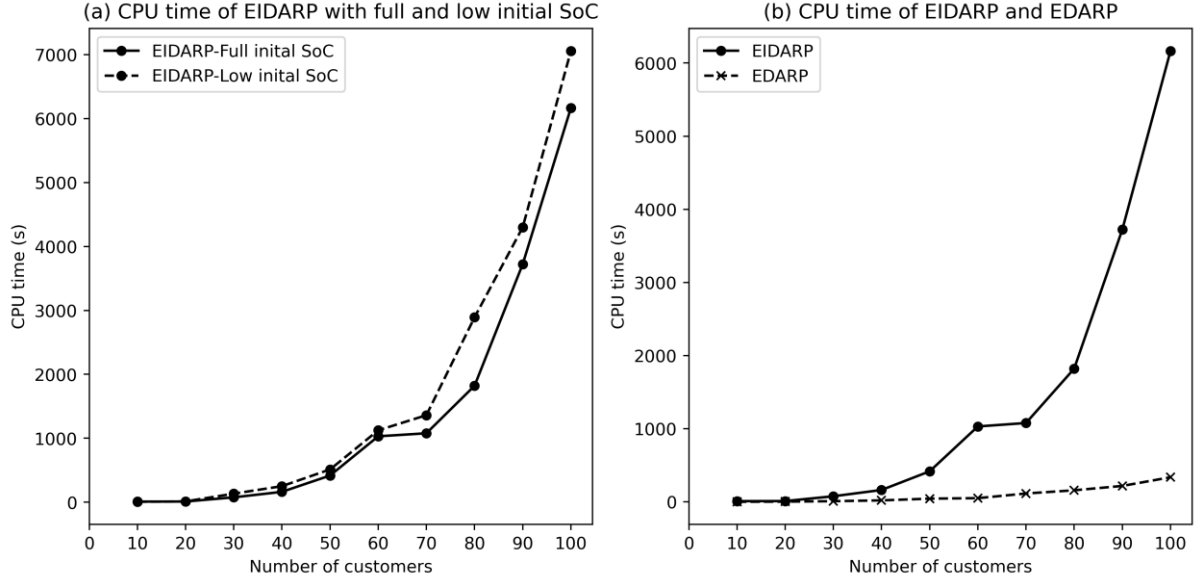 (a) CPU time of EIDARP with full and low initial SoC
EIDARP-Full inital SoC
EIDARP-Low inital SoC
7000
6000
5000
4000
3000
2000
1000
0
CPU time (s)
0 10 20 30 40 50 60 70 80 90 100
Number of customers
(b) CPU time of EIDARP and EDARP
EIDARP
EDARP
6000
5000
4000
3000
2000
1000
0
CPU time (s)
0 10 20 30 40 50 60 70 80 90 100
Number of customers